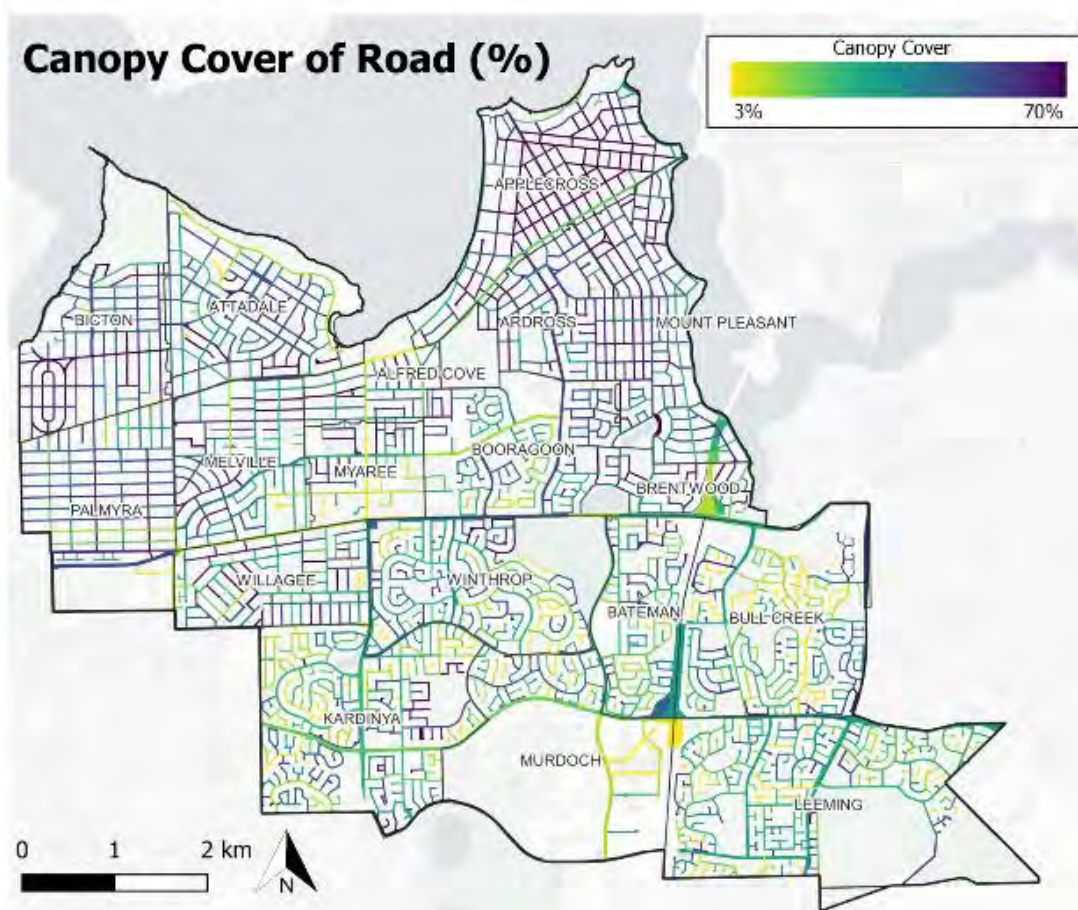 Canopy Cover of Road (%)
Canopy Cover
3% 70%
APPLECROSS
ATTADALE
BICTON
ARDROSS
MOUNT PLEASANT
ALFRED COVE
BOORAGOON
MELVILLE
MYAREE
BRENTWOOD
PALMYRA
WILLAGEE
WINTHROP
BATEMAN
BULL CREEK
KARDINYA
MURDOCH
LEEMING
0 1 2 km
N